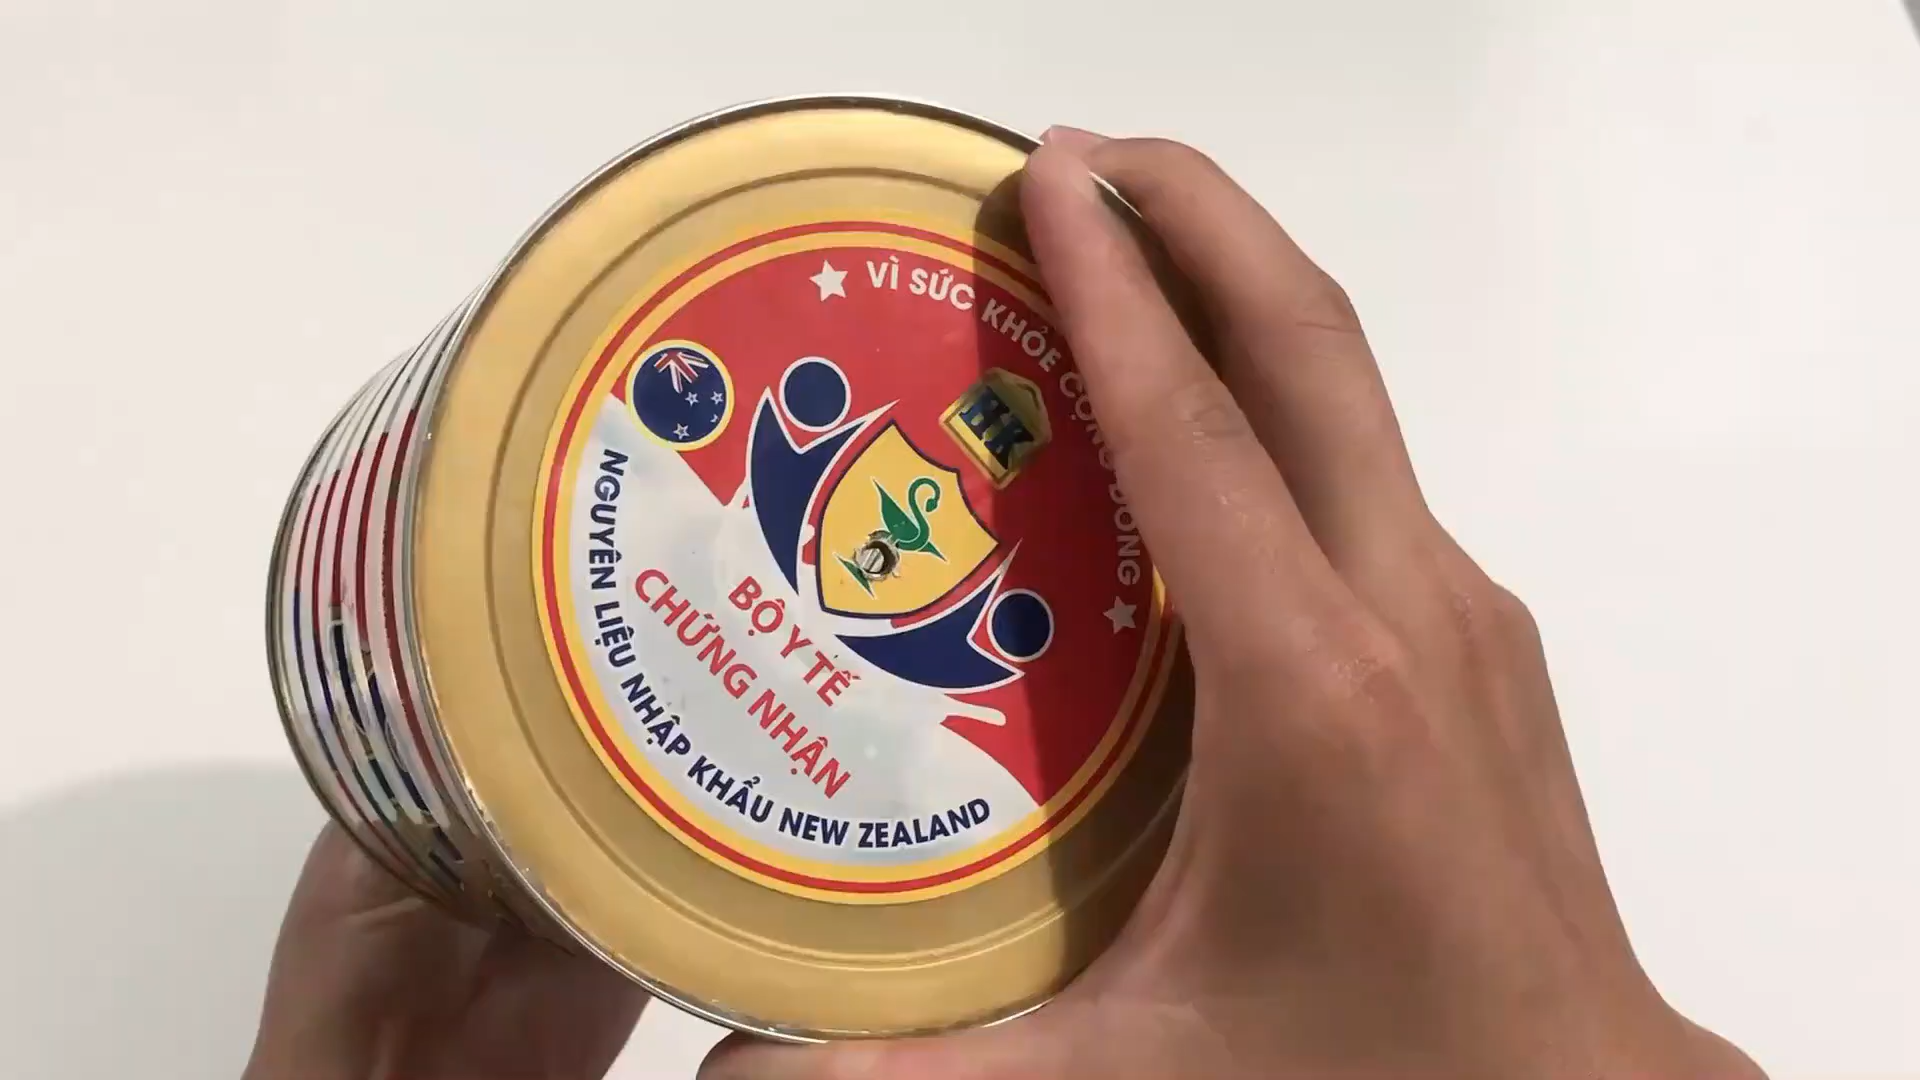 VÌ SỨC KHỎE CỘNG ĐỒNG
HK
BỘ Y TẾ
CHỨNG NHẬN
NGUYÊN LIỆU NHẬP KHẨU NEW ZEALAND